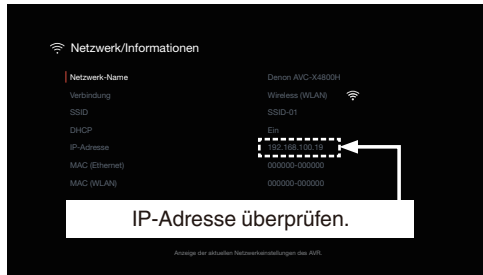 Netzwerk/Informationen
Netzwerk-Name Denon AVC-X4800H
Verbindung Wireless (WLAN)
SSID SSID-01
DHCP Ein
IP-Adresse 192.168.100.19
MAC (Ethernet) 000000-000000
MAC (WLAN) 000000-000000
IP-Adresse überprüfen.
Anzeige der aktuellen Netzwerkeinstellungen des AVR.